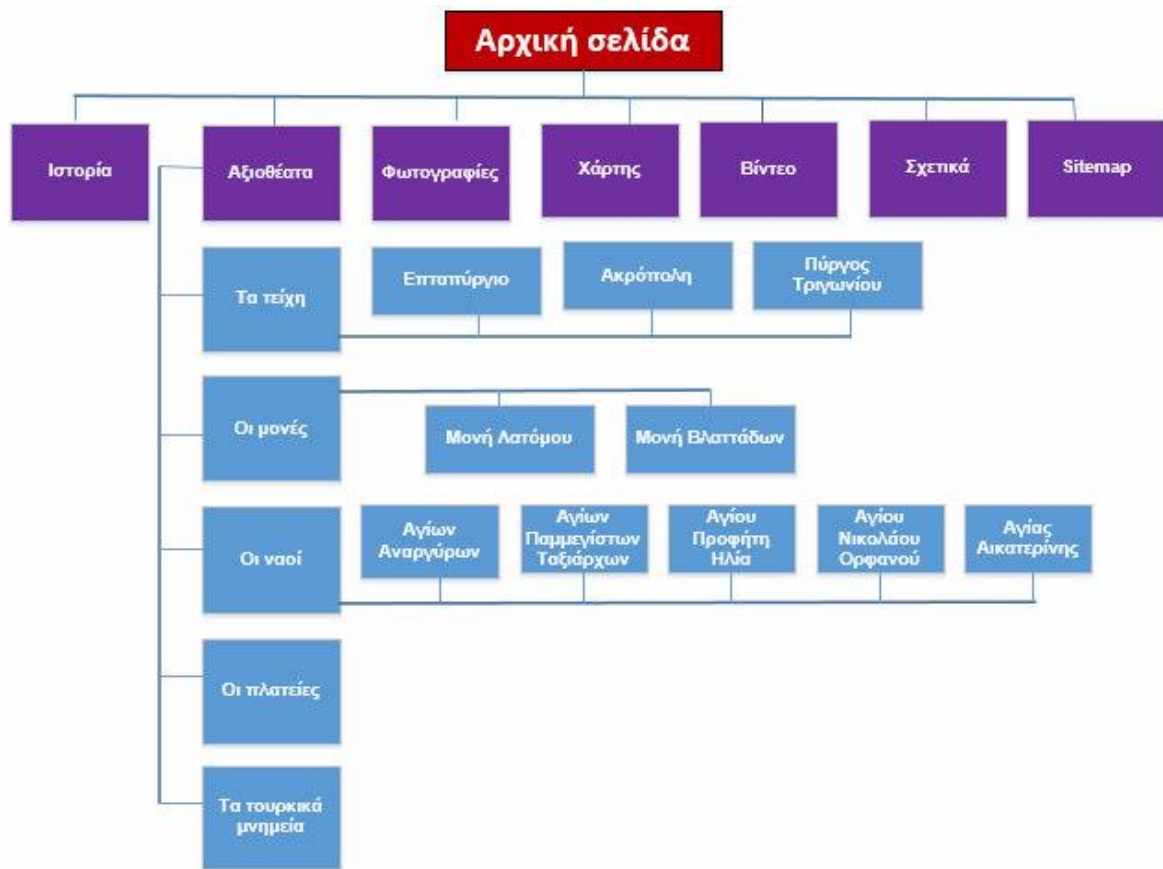 Αρχική σελίδα
Ιστορία
Αξιοθέατα
Φωτογραφίες
Χάρτης
Βίντεο
Σχετικά
Sitemap
Τα τείχη
Επταπύργιο
Ακρόπολη
Πύργος
Τριγωνίου
Οι μονές
Μονή Λατόμου
Μονή Βλαττάδων
Οι ναοί
Αγίων
Αναργύρων
Αγίων
Παμμεγίστων
Ταξιάρχων
Αγίου
Προφήτη
Ηλία
Αγίου
Νικολάου
Ορφανού
Αγίας
Αικατερίνης
Οι πλατείες
Τα τουρκικά
μνημεία